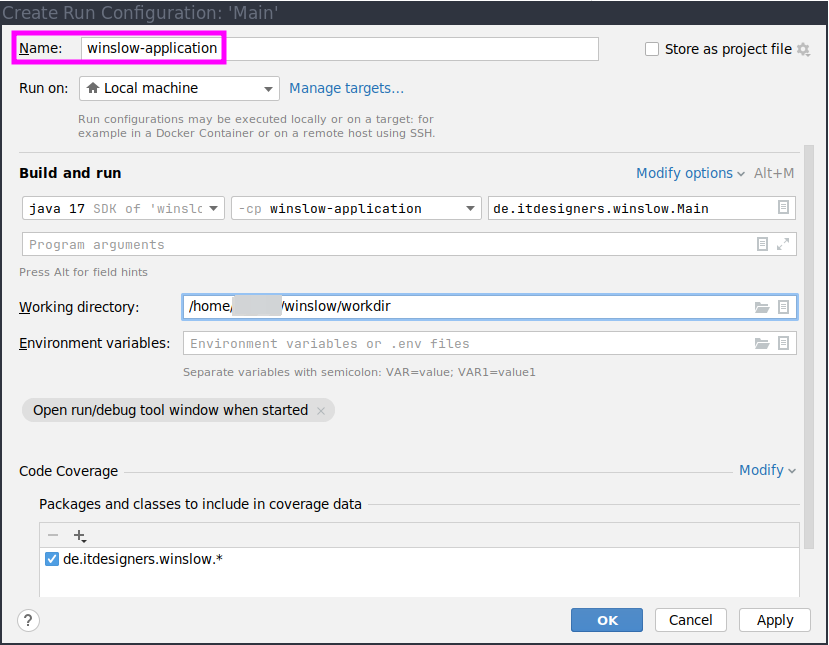 Create Run Configuration: 'Main'
Name: winslow-application
Store as project file
Run on: Local machine Manage targets...
Run configurations may be executed locally or on a target: for
example in a Docker Container or on a remote host using SSH.
Build and run Modify options Alt+M
java 17 SDK of 'winslc -cp winslow-application de.itdesigners.winslow.Main
Program arguments
Press Alt for field hints
Working directory: /home/ /winslow/workdir
Environment variables: Environment variables or .env files
Separate variables with semicolon: VAR=value; VAR1=value1
Open run/debug tool window when started ×
Code Coverage Modify
Packages and classes to include in coverage data
de.itdesigners.winslow.*
? OK Cancel Apply